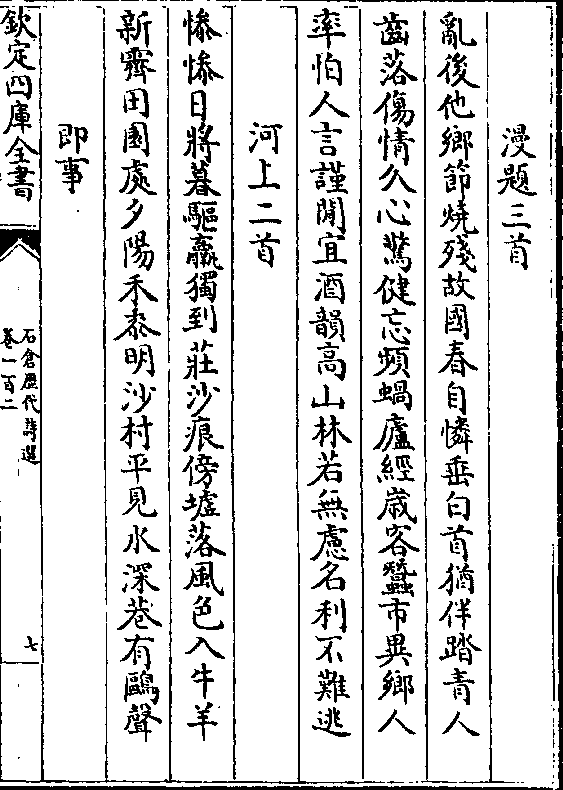 漫題三首
亂後他鄉節燒殘故國春自憐垂白首猶伴踏青人
齒落傷情久心驚健忘頻蝸廬經嵗客蠶市異鄉人
率怕人言謹閒宜酒韻高山林若無慮名利不難逃
河上二首
慘慘日將暮驅羸獨到莊沙痕傍墟落風色入牛羊
新霽田園處夕陽禾黍明沙村平見水深巷有鷗聲
即事
欽定四庫全書
石倉歷代詩選
卷一百二
七